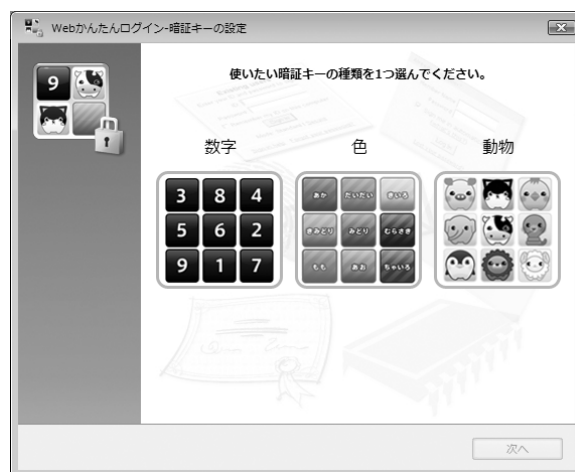 Webかんたんログイン-暗証キーの設定
9
使いたい暗証キーの種類を1つ選んでください。
数字 色 動物
3 8 4 あか だいだい きいろ
5 6 2 きみどり みどり むらさき
9 1 7 もも あお ちゃいろ
次へ